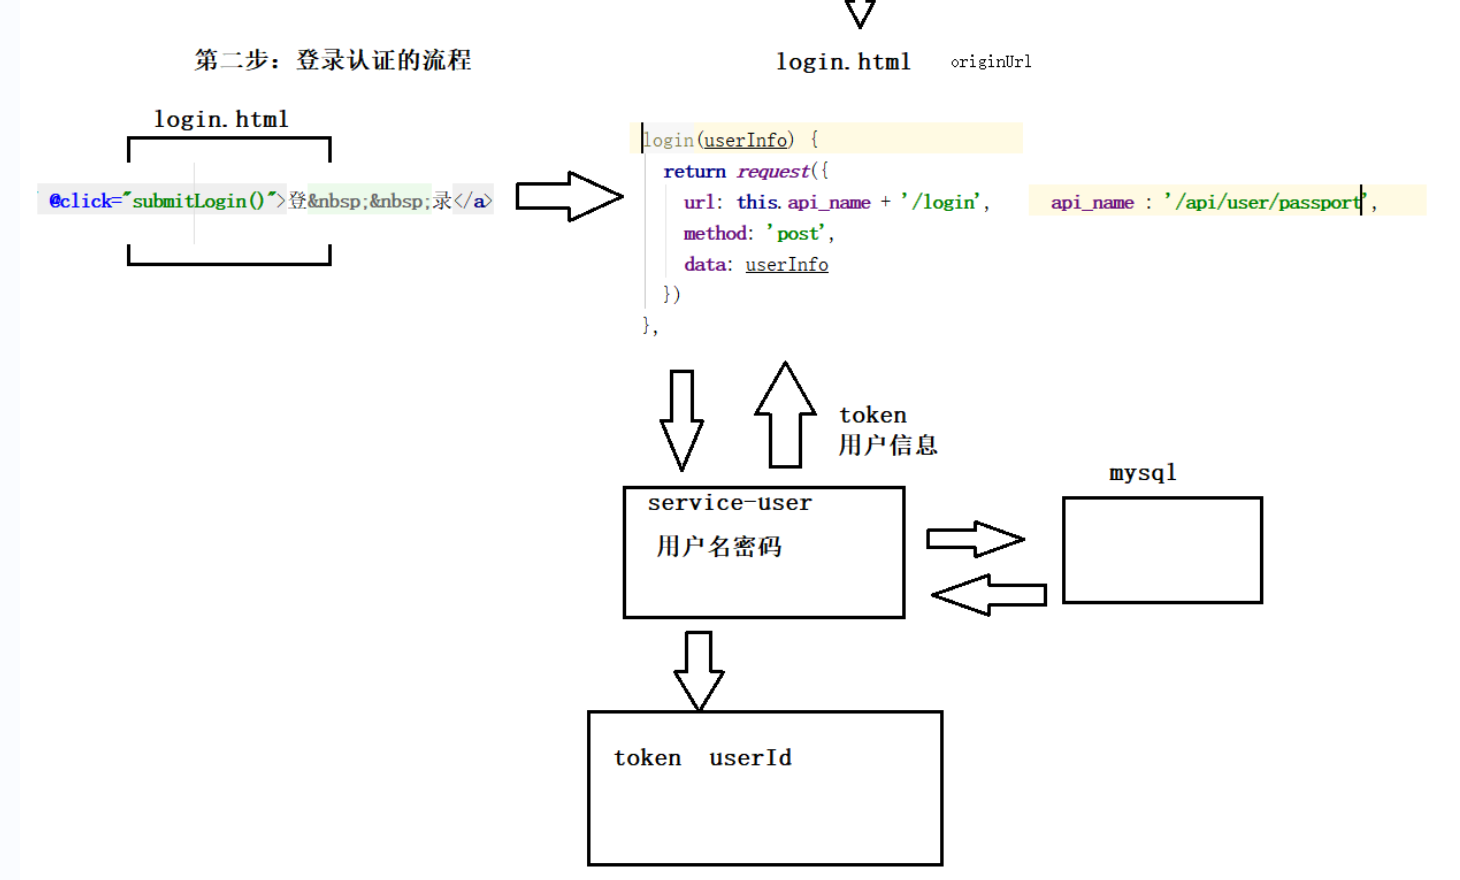 第二步：登录认证的流程
login.html originUrl
login.html
@click="submitLogin()">登&nbsp;&nbsp;录</a>
login(userInfo) {
return request({
url: this.api_name + '/login',
method: 'post',
data: userInfo
})
},
api_name : '/api/user/passport',
token
用户信息
service-user
用户名密码
mysql
token userId